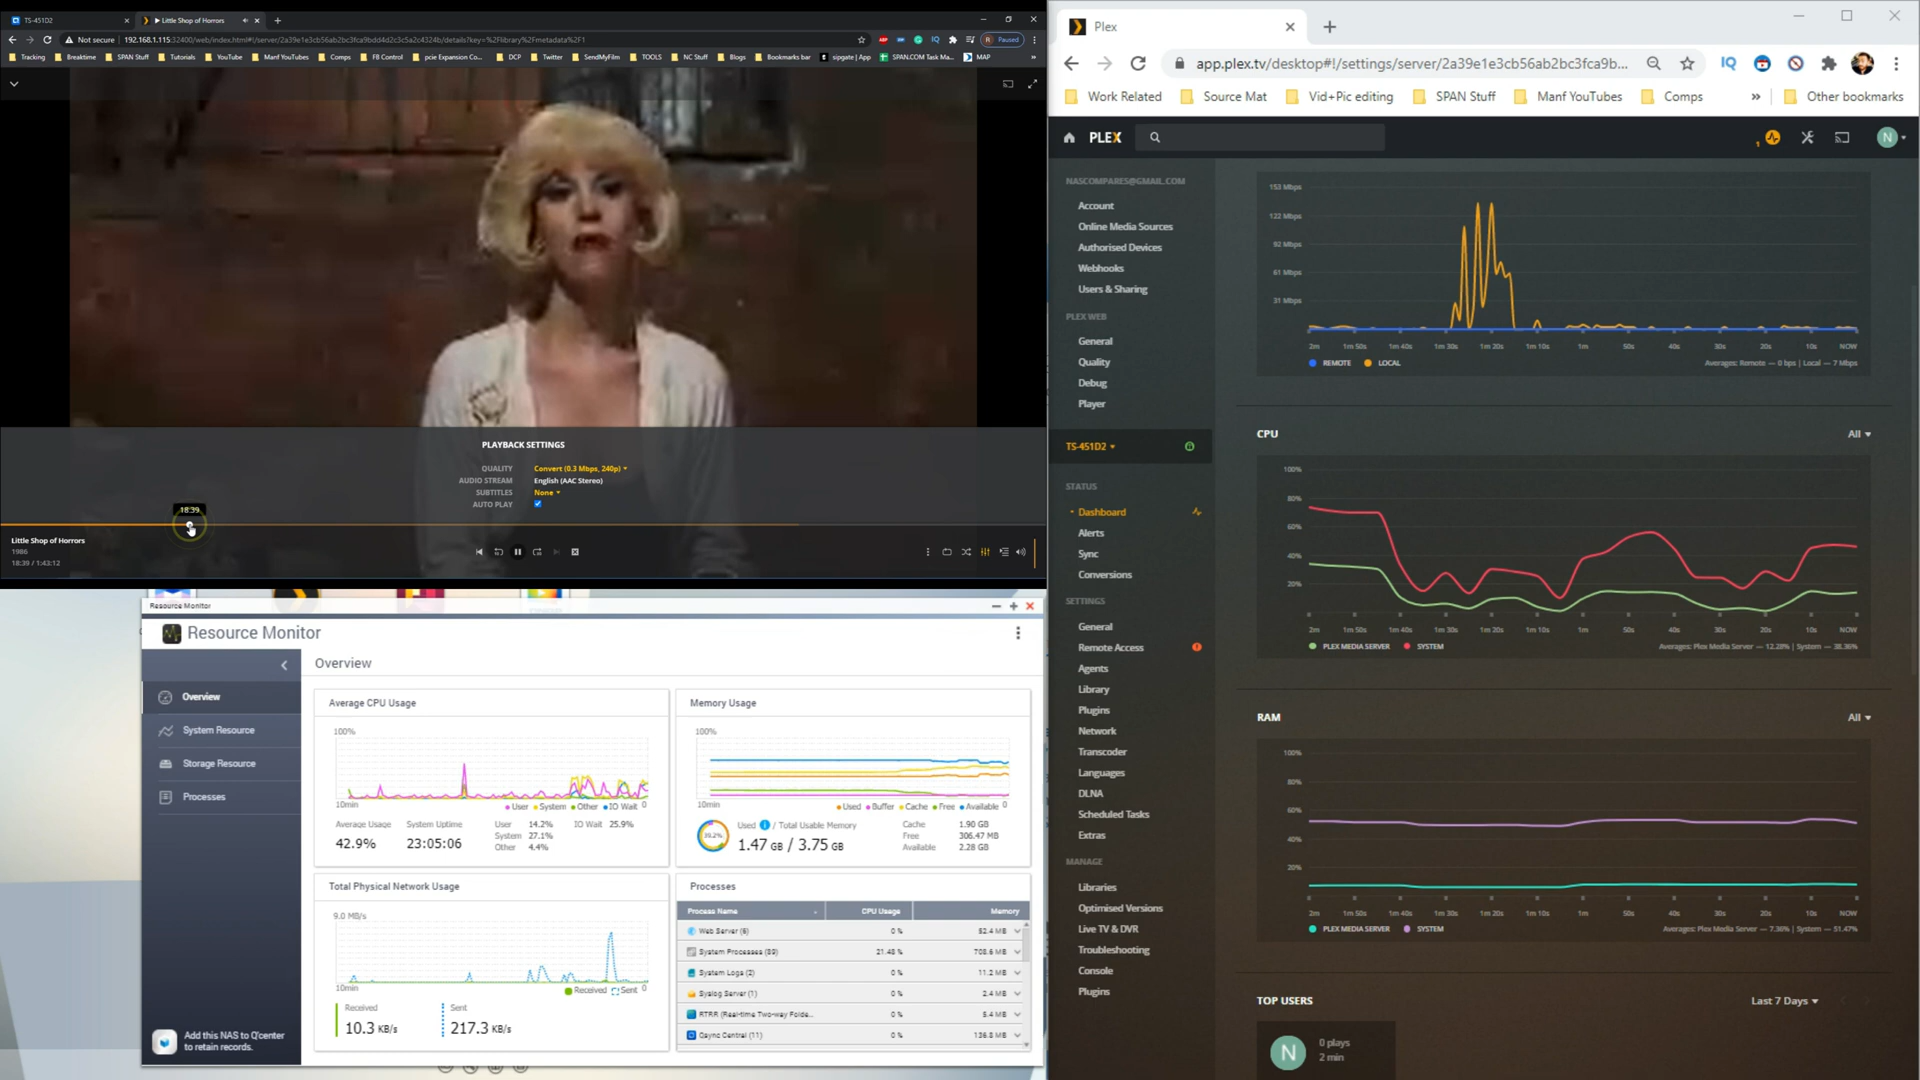 TS-451D2
Little Shop of Horrors
Not secure
192.168.1.115:32400/web/index.html#!/server/2a39e1e3cb56ab2bc3fca9bdd4d2c3c5a2c4324b/details?key=%2Flibrary%2Fmetadata%2F1
Paused
Tracking
Breaktime
SPAN Stuff
Tutorials
YouTube
Manf YouTubes
Comps
FB Control
pcie Expansion Co...
DCP
Twitter
SendMyFilm
TOOLS
NC Stuff
Blogs
Bookmarks bar
sipgate | App
SPAN.COM Task Ma...
MAP
»
PLAYBACK SETTINGS
QUALITY Convert (0.3 Mbps, 240p)
AUDIO STREAM English (AAC Stereo)
SUBTITLES None
AUTO PLAY
18:39
Little Shop of Horrors
1986
18:39 / 1:43:12
Resource Monitor
Resource Monitor
Overview
Overview
System Resource
Storage Resource
Processes
Add this NAS to Q'center
to retain records.
Average CPU Usage
100%
10min
User System Other IO Wait 0
Average Usage
42.9%
System Uptime
23:05:06
User 14.2%
System 27.1%
Other 4.4%
IO Wait 25.9%
Memory Usage
100%
10min
Used Buffer Cache Free Available 0
39.2%
Used / Total Usable Memory
1.47 GB / 3.75 GB
Cache 1.90 GB
Free 306.47 MB
Available 2.28 GB
Total Physical Network Usage
9.0 MB/s
10min
Received Sent 0
Received
10.3 KB/s
Sent
217.3 KB/s
Processes
Process Name CPU Usage Memory
Web Server (6) 0 % 52.4 MB
System Processes (89) 21.48 % 708.6 MB
System Logs (2) 0 % 11.2 MB
Syslog Server (1) 0 % 2.4 MB
RTRR (Real-time Two-way Folde... 0 % 5.4 MB
Qsync Central (11) 0 % 136.8 MB
Plex
app.plex.tv/desktop#!/settings/server/2a39e1e3cb56ab2bc3fca9b...
IQ
Work Related
Source Mat
Vid+Pic editing
SPAN Stuff
Manf YouTubes
Comps
»
Other bookmarks
PLEX
1
N
NASCOMPARES@GMAIL.COM
Account
Online Media Sources
Authorised Devices
Webhooks
Users & Sharing
PLEX WEB
General
Quality
Debug
Player
TS-451D2
STATUS
Dashboard
Alerts
Sync
Conversions
SETTINGS
General
Remote Access
Agents
Library
Plugins
Network
Transcoder
Languages
DLNA
Scheduled Tasks
Extras
MANAGE
Libraries
Optimised Versions
Live TV & DVR
Troubleshooting
Console
Plugins
153 Mbps
122 Mbps
92 Mbps
61 Mbps
31 Mbps
2m 1m 50s 1m 40s 1m 30s 1m 20s 1m 10s 1m 50s 40s 30s 20s 10s NOW
REMOTE LOCAL
Averages: Remote — 0 bps | Local — 7 Mbps
CPU
All
100%
80%
60%
40%
20%
2m 1m 50s 1m 40s 1m 30s 1m 20s 1m 10s 1m 50s 40s 30s 20s 10s NOW
PLEX MEDIA SERVER SYSTEM
Averages: Plex Media Server — 12.28% | System — 38.36%
RAM
All
100%
80%
60%
40%
20%
2m 1m 50s 1m 40s 1m 30s 1m 20s 1m 10s 1m 50s 40s 30s 20s 10s NOW
PLEX MEDIA SERVER SYSTEM
Averages: Plex Media Server — 7.38% | System — 51.47%
TOP USERS
Last 7 Days
N
0 plays
2 min